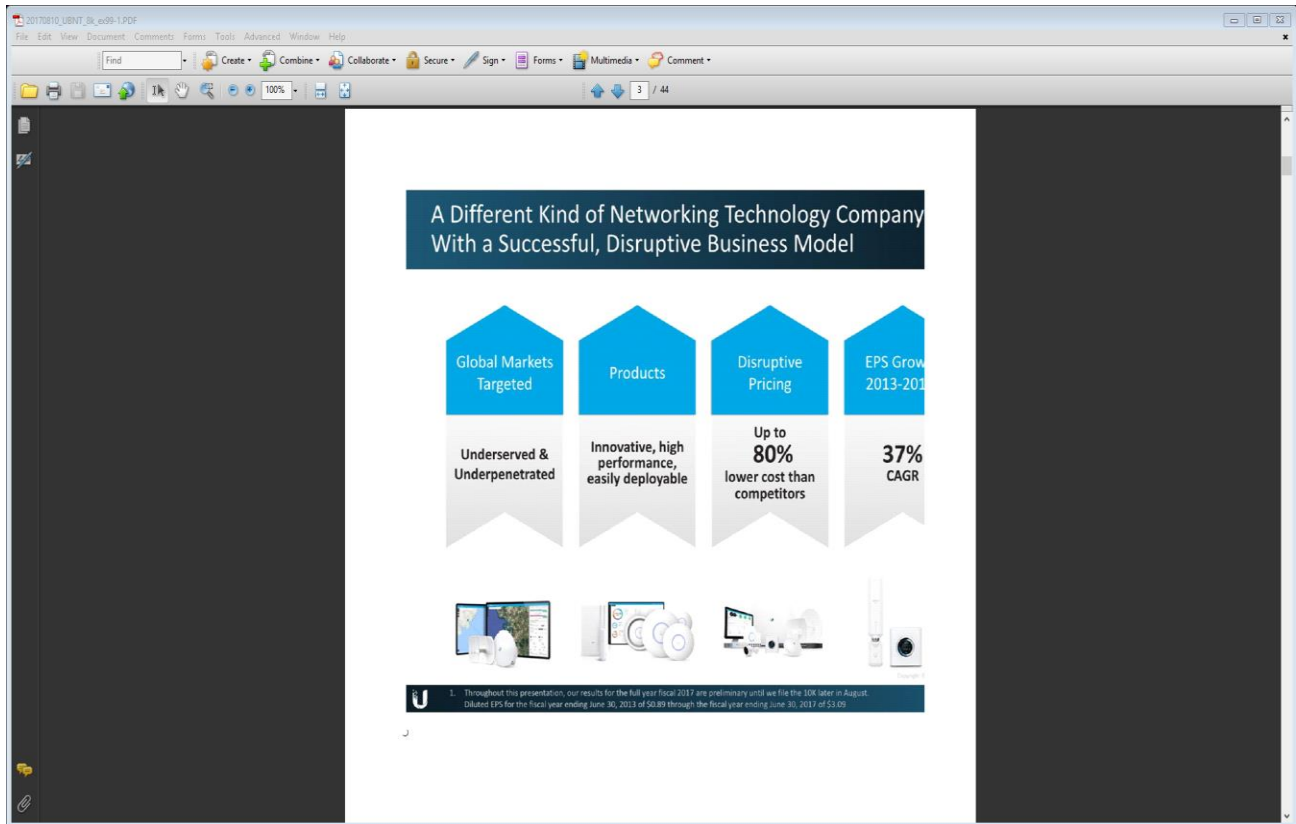 20170810_UBNT_8k_ex99-1.PDF
File Edit View Document Comments Forms Tools Advanced Window Help
Find Create Combine Collaborate Secure Sign Forms Multimedia Comment
100% 3 / 44
A Different Kind of Networking Technology Company
With a Successful, Disruptive Business Model
Global Markets
Targeted
Products
Disruptive
Pricing
EPS Grow
2013-201
Underserved &
Underpenetrated
Innovative, high
performance,
easily deployable
Up to
80%
lower cost than
competitors
37%
CAGR
Copyright
1. Throughout this presentation, our results for the full year fiscal 2017 are preliminary until we file the 10K later in August.
Diluted EPS for the fiscal year ending June 30, 2013 of $0.89 through the fiscal year ending June 30, 2017 of $3.09